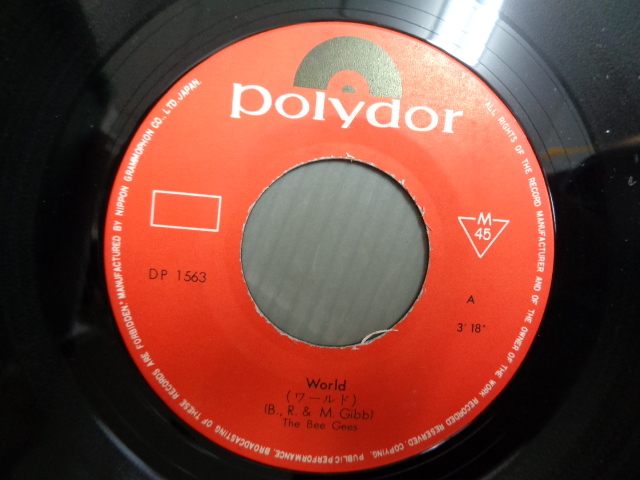 polydor
M
45
DP 1563
A
3'18"
World
(ワールド)
(B., R. & M. Gibb)
The Bee Gees
ALL RIGHTS OF THE RECORD MANUFACTURER AND OF THE OWNER OF THE WORK RECORDED RESERVED. COPYING, PUBLIC PERFORMANCE, BROADCASTING OF THESE RECORDS ARE FORBIDDEN • MANUFACTURED BY NIPPON GRAMMOPHON CO., LTD. JAPAN.